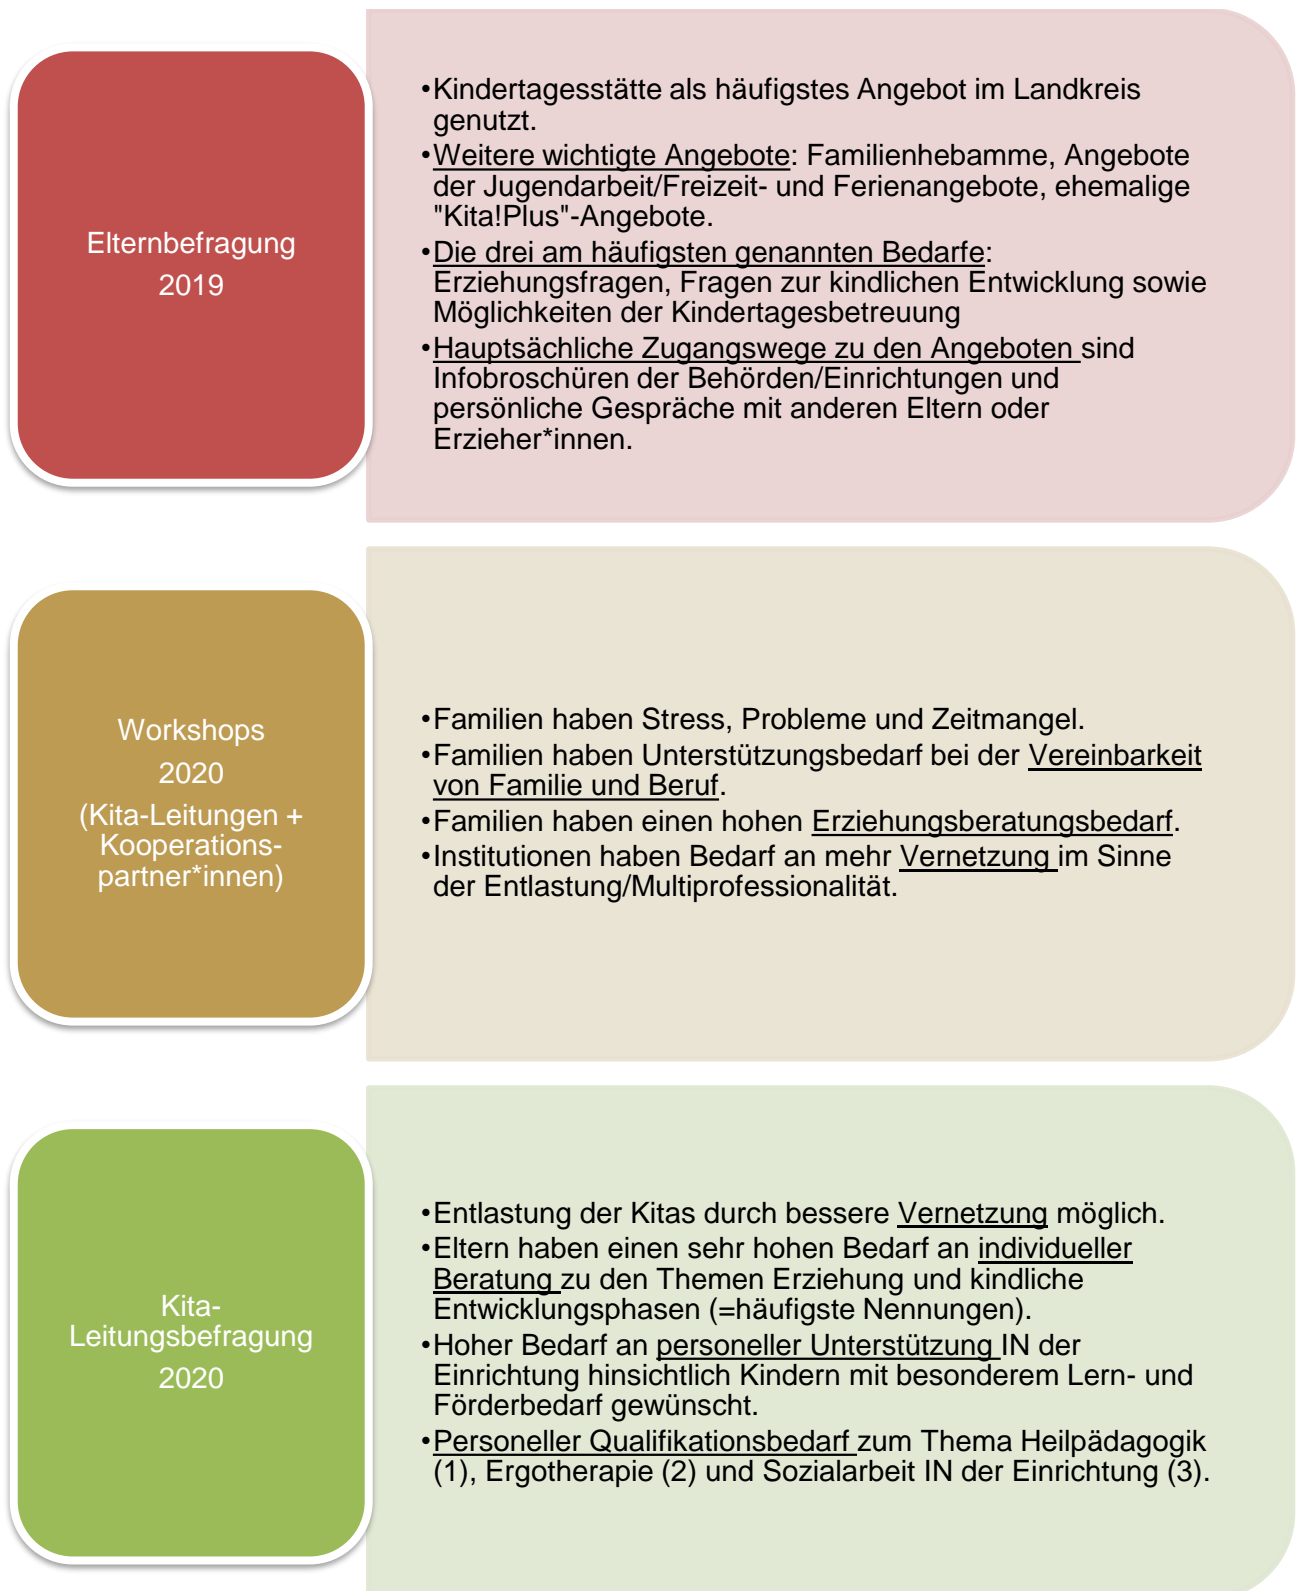 Elternbefragung
2019
•Kindertagesstätte als häufigstes Angebot im Landkreis
genutzt.
•Weitere wichtigte Angebote: Familienhebamme, Angebote
der Jugendarbeit/Freizeit- und Ferienangebote, ehemalige
"Kita!Plus"-Angebote.
•Die drei am häufigsten genannten Bedarfe:
Erziehungsfragen, Fragen zur kindlichen Entwicklung sowie
Möglichkeiten der Kindertagesbetreuung
•Hauptsächliche Zugangswege zu den Angeboten sind
Infobroschüren der Behörden/Einrichtungen und
persönliche Gespräche mit anderen Eltern oder
Erzieher*innen.
Workshops
2020
(Kita-Leitungen +
Kooperations-
partner*innen)
•Familien haben Stress, Probleme und Zeitmangel.
•Familien haben Unterstützungsbedarf bei der Vereinbarkeit
von Familie und Beruf.
•Familien haben einen hohen Erziehungsberatungsbedarf.
•Institutionen haben Bedarf an mehr Vernetzung im Sinne
der Entlastung/Multiprofessionalität.
Kita-
Leitungsbefragung
2020
•Entlastung der Kitas durch bessere Vernetzung möglich.
•Eltern haben einen sehr hohen Bedarf an individueller
Beratung zu den Themen Erziehung und kindliche
Entwicklungsphasen (=häufigste Nennungen).
•Hoher Bedarf an personeller Unterstützung IN der
Einrichtung hinsichtlich Kindern mit besonderem Lern- und
Förderbedarf gewünscht.
•Personeller Qualifikationsbedarf zum Thema Heilpädagogik
(1), Ergotherapie (2) und Sozialarbeit IN der Einrichtung (3).